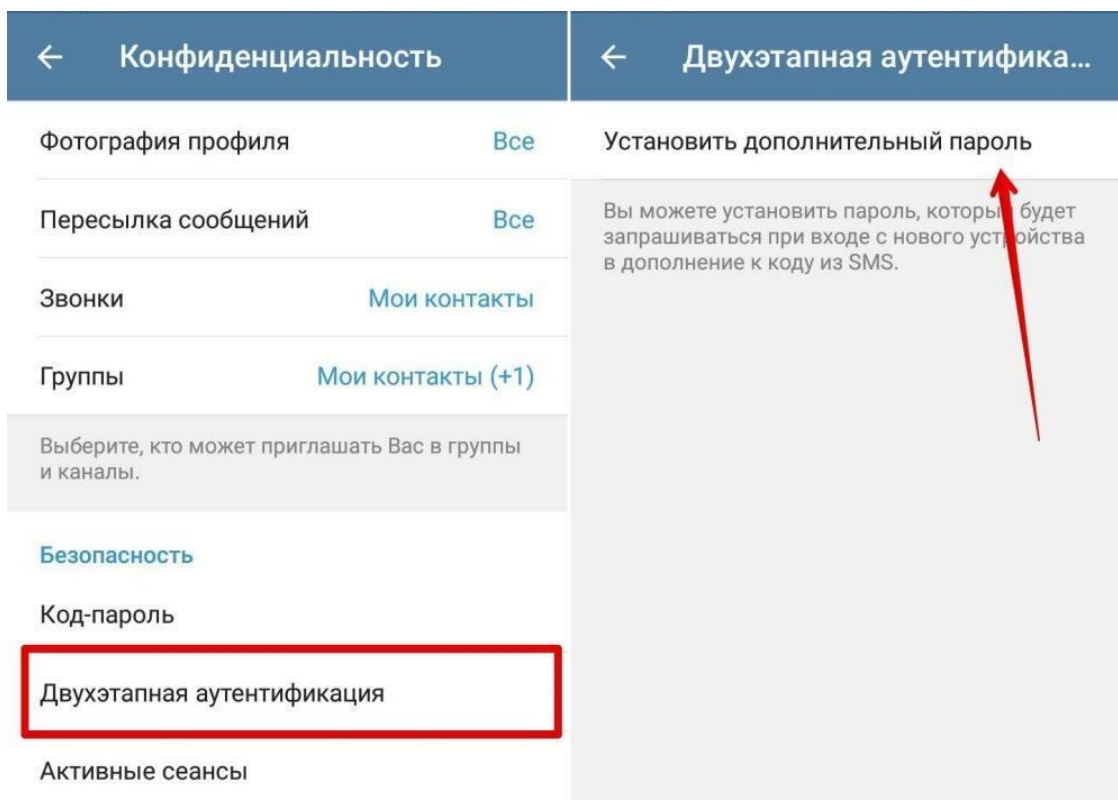 Конфиденциальность
Фотография профиля Все
Пересылка сообщений Все
Звонки Мои контакты
Группы Мои контакты (+1)
Выберите, кто может приглашать Вас в группы
и каналы.
Безопасность
Код-пароль
Двухэтапная аутентификация
Активные сеансы
Двухэтапная аутентифика...
Установить дополнительный пароль
Вы можете установить пароль, который будет
запрашиваться при входе с нового устройства
в дополнение к коду из SMS.